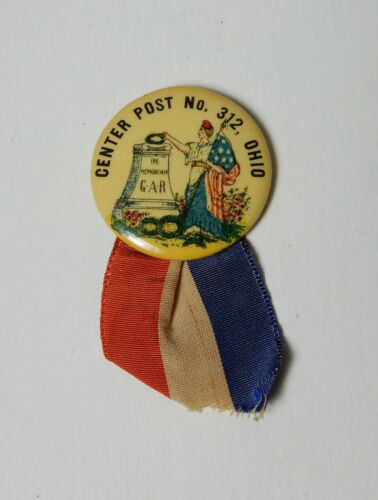 CENTER POST No. 312, OHIO
IN
MEMORIAM
G·A·R